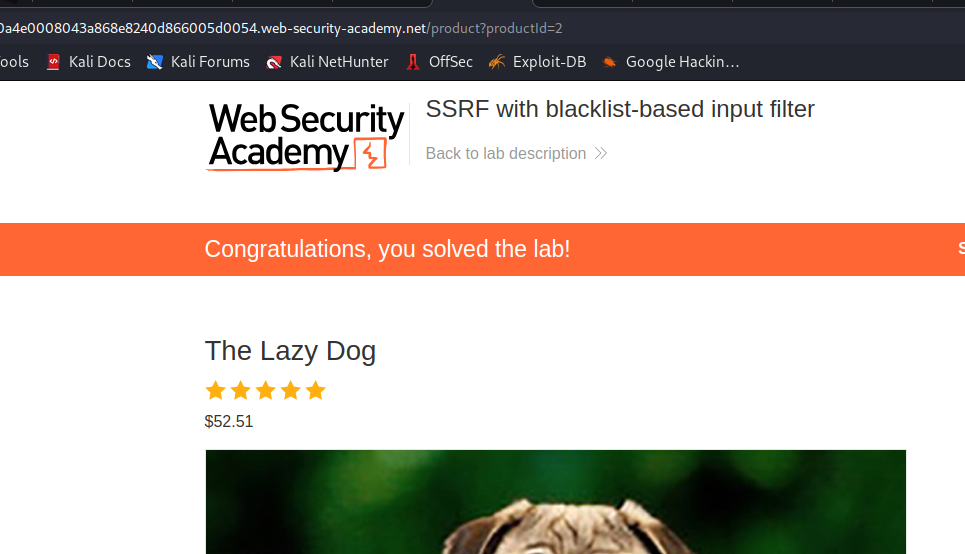 0a4e0008043a868e8240d866005d0054.web-security-academy.net/product?productId=2
ools Kali Docs Kali Forums Kali NetHunter OffSec Exploit-DB Google Hackin…
Web Security
Academy
SSRF with blacklist-based input filter
Back to lab description
Congratulations, you solved the lab!
S
The Lazy Dog
$52.51